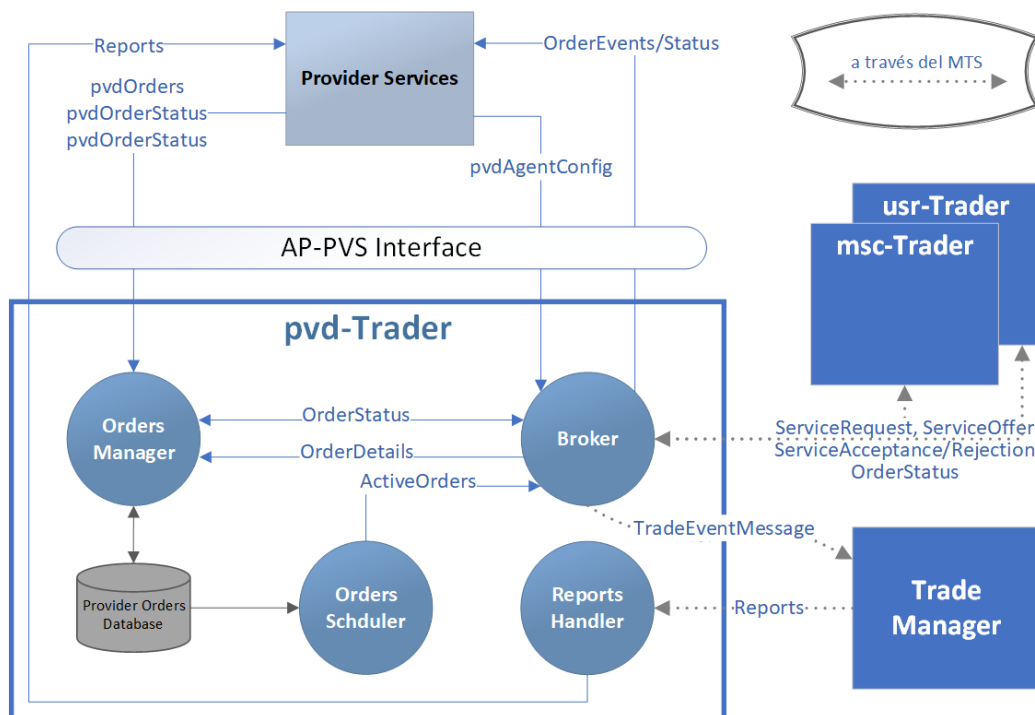 Reports
OrderEvents/Status
Provider Services
pvdOrders
pvdOrderStatus
pvdOrderStatus
a través del MTS
pvdAgentConfig
usr-Trader
msc-Trader
AP-PVS Interface
pvd-Trader
Orders
Manager
OrderStatus
Broker
OrderDetails
ActiveOrders
ServiceRequest, ServiceOffer
ServiceAcceptance/Rejection
OrderStatus
TradeEventMessage
Provider Orders
Database
Orders
Schduler
Reports
Handler
Reports
Trade
Manager